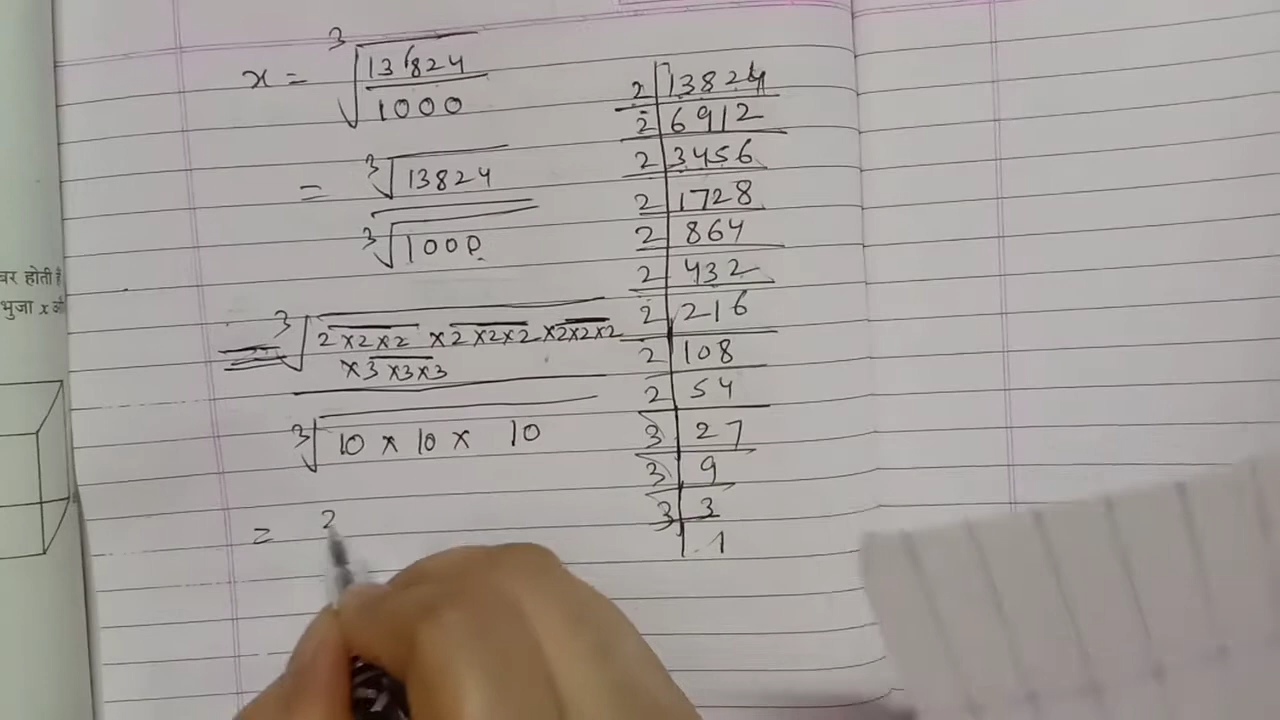 x = ∛(13824/1000)
= ∛13824 / ∛1000
= ∛(2×2×2 ×2×2×2 ×2×2×2
×3×3×3)
∛(10 × 10 × 10)
= 2
2 | 13824
2 | 6912
2 | 3456
2 | 1728
2 | 864
2 | 432
2 | 216
2 | 108
2 | 54
3 | 27
3 | 9
3 | 3
| 1
होती
भुजा x